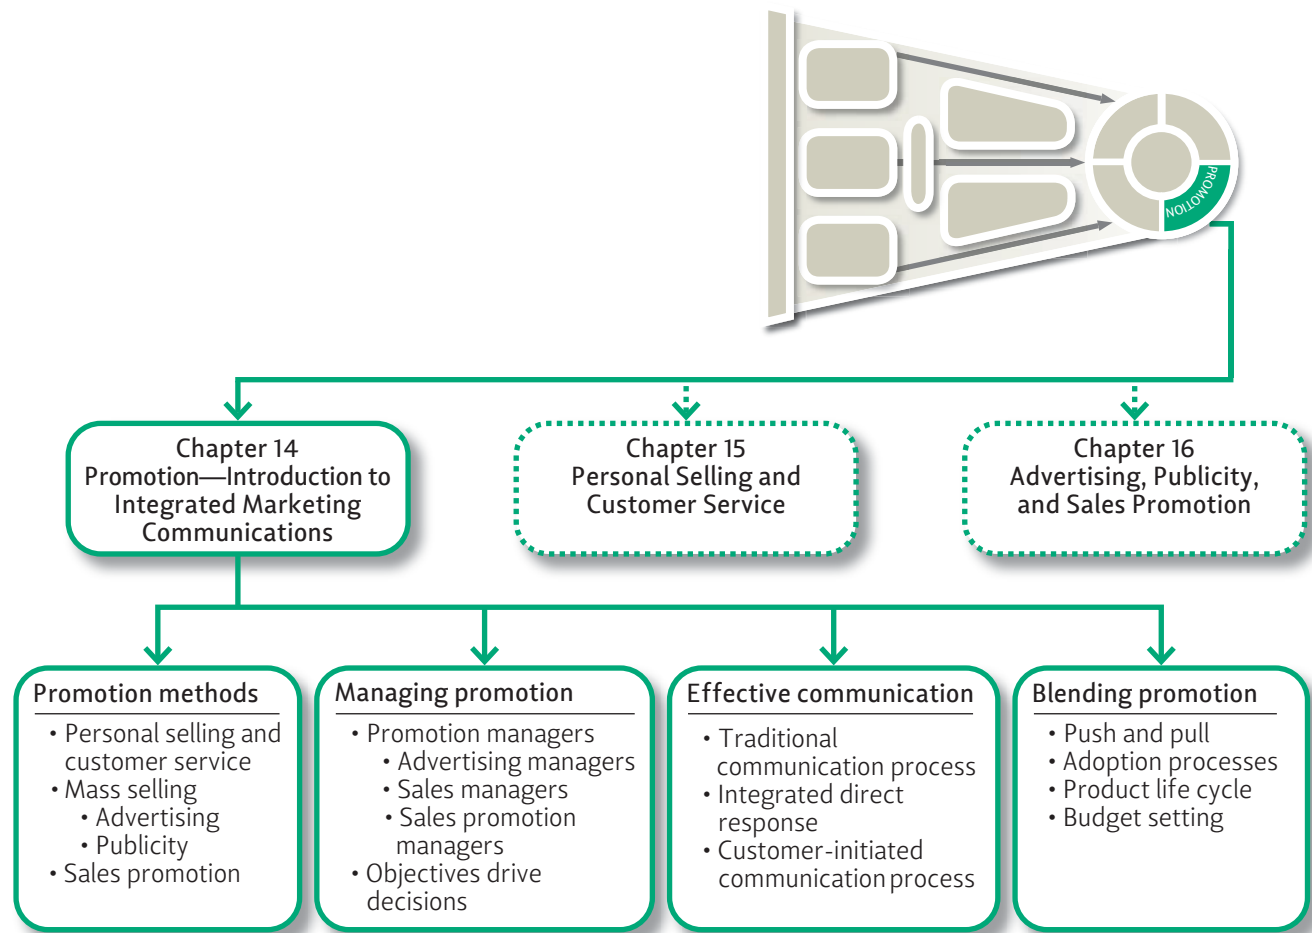 PROMOTION
Chapter 14
Promotion—Introduction to
Integrated Marketing
Communications
Chapter 15
Personal Selling and
Customer Service
Chapter 16
Advertising, Publicity,
and Sales Promotion
Promotion methods
• Personal selling and
customer service
• Mass selling
• Advertising
• Publicity
• Sales promotion
Managing promotion
• Promotion managers
• Advertising managers
• Sales managers
• Sales promotion
managers
• Objectives drive
decisions
Effective communication
• Traditional
communication process
• Integrated direct
response
• Customer-initiated
communication process
Blending promotion
• Push and pull
• Adoption processes
• Product life cycle
• Budget setting